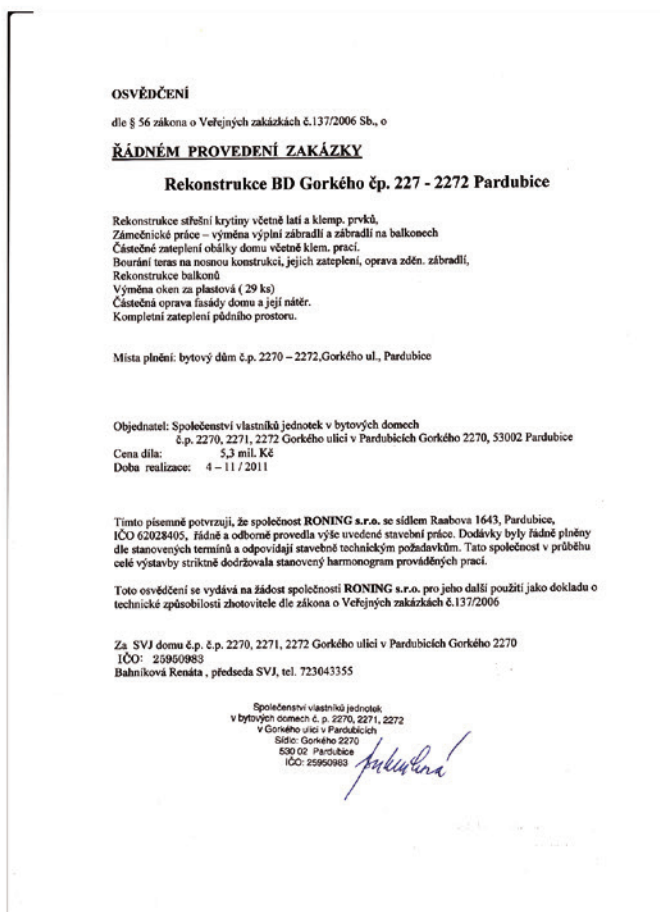 OSVĚDČENÍ
dle § 56 zákona o Veřejných zakázkách č.137/2006 Sb., o
ŘÁDNÉM PROVEDENÍ ZAKÁZKY
Rekonstrukce BD Gorkého čp. 227 - 2272 Pardubice
Rekonstrukce střešní krytiny včetně latí a klemp. prvků,
Zámečnické práce – výměna výplní zábradlí a zábradlí na balkonech
Částečné zateplení obálky domu včetně klem. prací.
Bourání teras na nosnou konstrukci, jejich zateplení, oprava zděn. zábradlí,
Rekonstrukce balkonů
Výměna oken za plastová ( 29 ks)
Částečná oprava fasády domu a její nátěr.
Kompletní zateplení půdního prostoru.
Místa plnění: bytový dům č.p. 2270 – 2272,Gorkého ul., Pardubice
Objednatel: Společenství vlastníků jednotek v bytových domech
č.p. 2270, 2271, 2272 Gorkého ulici v Pardubicích Gorkého 2270, 53002 Pardubice
Cena díla: 5,3 mil. Kč
Doba realizace: 4 – 11 / 2011
Tímto písemně potvrzuji, že společnost RONING s.r.o. se sídlem Raabova 1643, Pardubice,
IČO 62028405, řádně a odborně provedla výše uvedené stavební práce. Dodávky byly řádně plněny
dle stanovených termínů a odpovídají stavebně technickým požadavkům. Tato společnost v průběhu
celé výstavby striktně dodržovala stanovený harmonogram prováděných prací.
Toto osvědčení se vydává na žádost společnosti RONING s.r.o. pro jeho další použití jako dokladu o
technické způsobilosti zhotovitele dle zákona o Veřejných zakázkách č.137/2006
Za SVJ domu č.p. č.p. 2270, 2271, 2272 Gorkého ulici v Pardubicích Gorkého 2270
IČO: 25950983
Bahníková Renáta , předseda SVJ, tel. 723043355
Společenství vlastníků jednotek
v bytových domech č. p. 2270, 2271, 2272
v Gorkého ulici v Pardubicích
Sídlo: Gorkého 2270
530 02 Pardubice
IČO: 25950983